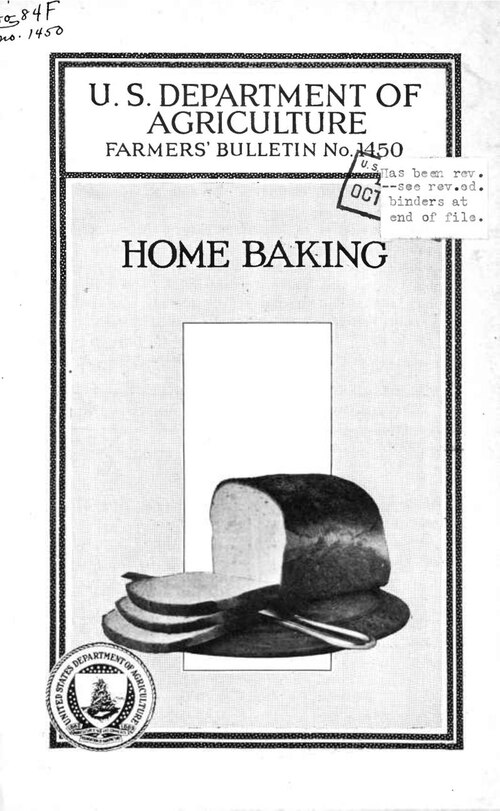 84F
no. 1450
U. S. DEPARTMENT OF
AGRICULTURE
FARMERS' BULLETIN No. 1450
U. S.
OCT
Has been rev.
--see rev.ed.
binders at
end of file.
HOME BAKING
UNITED STATES DEPARTMENT OF AGRICULTURE